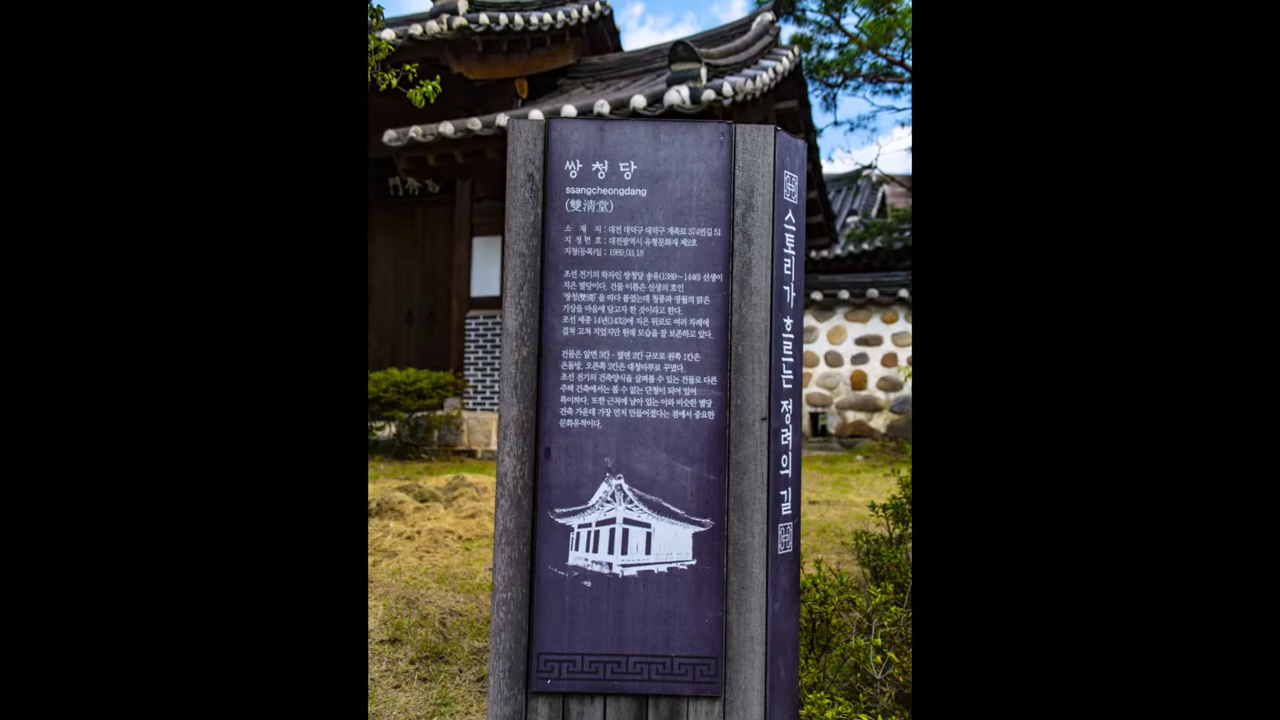 쌍청당
ssangcheongdang
(雙淸堂)
소 재 지 : 대전 대덕구 대덕구 계족로 574번길 51
지 정 번 호 : 대전광역시 유형문화재 제2호
지정(등록)일 : 1989.03.18
조선 전기의 학자인 쌍청당 송유(1389~1446) 선생이
지은 별당이다. 건물 이름은 선생의 호인
'쌍청(雙淸)'을 따다 붙였는데 청풍과 명월의 맑은
기상을 마음에 담고자 한 것이라고 한다.
조선 세종 14년(1432)에 지은 뒤로도 여러 차례에
걸쳐 고쳐 지었지만 원래 모습을 잘 보존하고 있다.
건물은 앞면 3칸·옆면 2칸 규모로 왼쪽 1칸은
온돌방, 오른쪽 2칸은 대청마루로 꾸몄다.
조선 전기의 건축양식을 살펴볼 수 있는 건물로 다른
주택 건축에서는 볼 수 없는 단청이 되어 있어
특이하다. 또한 근처에 남아 있는 이와 비슷한 별당
건축 가운데 가장 먼저 만들어졌다는 점에서 중요한
문화유적이다.
스토리가 흐르는 정려의 길